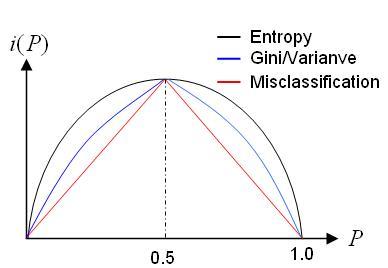 i(P)
Entropy
Gini/Varianve
Misclassification
P
0.5
1.0